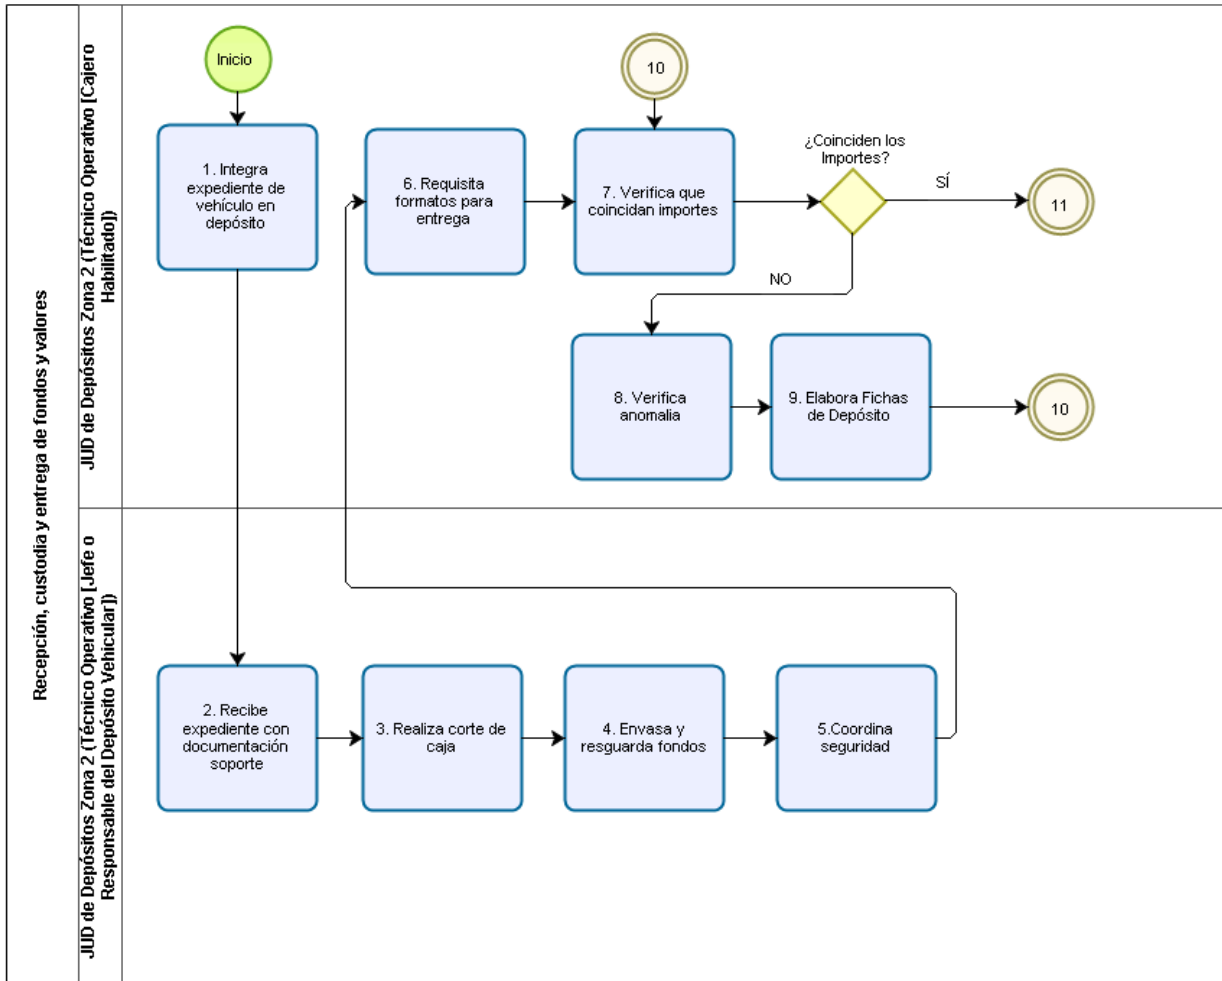 Recepción, custodia y entrega de fondos y valores
JUD de Depósitos Zona 2 (Técnico Operativo [Cajero
Habilitado])
Inicio
10
1. Integra
expediente de
vehículo en
depósito
6. Requisita
formatos para
entrega
7. Verifica que
coincidan importes
¿Coinciden los
Importes?
SÍ
11
NO
8. Verifica
anomalia
9. Elabora Fichas
de Depósito
10
JUD de Depósitos Zona 2 (Técnico Operativo [Jefe o
Responsable del Depósito Vehicular])
2. Recibe
expediente con
documentación
soporte
3. Realiza corte de
caja
4. Envasa y
resguarda fondos
5.Coordina
seguridad